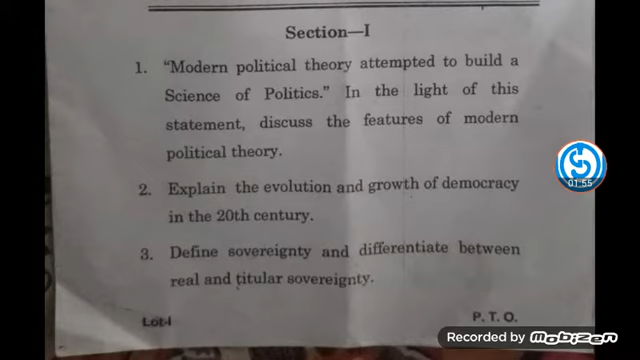 Section—I
1. "Modern political theory attempted to build a
Science of Politics." In the light of this
statement, discuss the features of modern
political theory.
2. Explain the evolution and growth of democracy
in the 20th century.
3. Define sovereignty and differentiate between
real and titular sovereignty.
Lot-I
P. T. O.
01:55
Recorded by mobizen